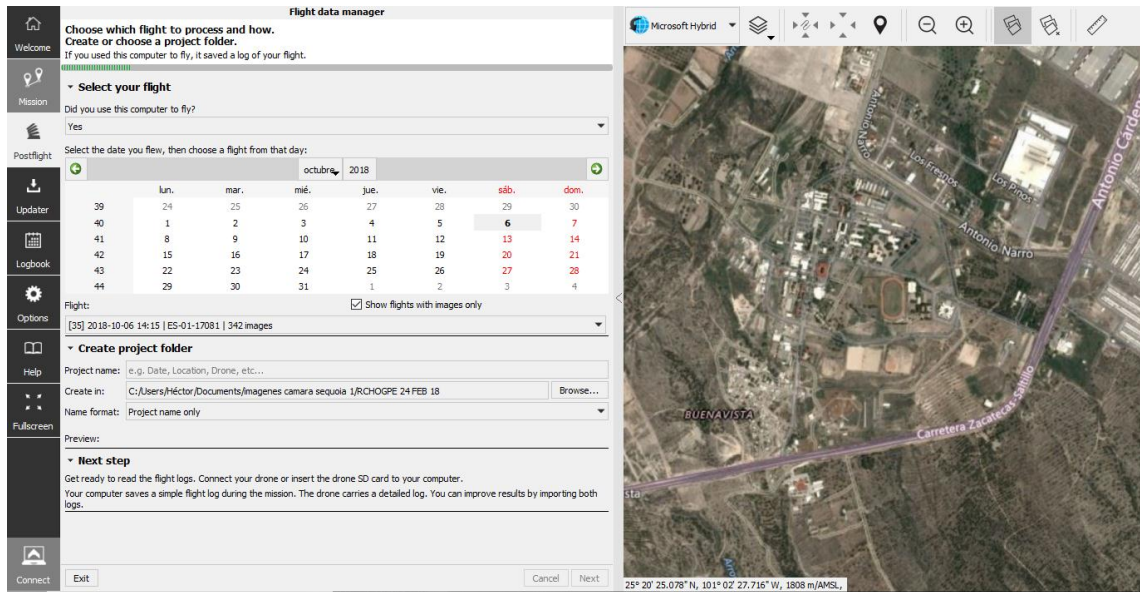 Flight data manager
Choose which flight to process and how.
Create or choose a project folder.
If you used this computer to fly, it saved a log of your flight.
Welcome
Mission
Postflight
Updater
Logbook
Options
Help
Fullscreen
Connect
Select your flight
Did you use this computer to fly?
Yes
Select the date you flew, then choose a flight from that day:
octubre 2018
lun. mar. mié. jue. vie. sáb. dom.
39 24 25 26 27 28 29 30
40 1 2 3 4 5 6 7
41 8 9 10 11 12 13 14
42 15 16 17 18 19 20 21
43 22 23 24 25 26 27 28
44 29 30 31 1 2 3 4
Flight: Show flights with images only
[35] 2018-10-06 14:15 | ES-01-17081 | 342 images
Create project folder
Project name: e.g. Date, Location, Drone, etc...
Create in: C:/Users/Héctor/Documents/imagenes camara sequoia 1/RCHOGPE 24 FEB 18 Browse...
Name format: Project name only
Preview:
Next step
Get ready to read the flight logs. Connect your drone or insert the drone SD card to your computer.
Your computer saves a simple flight log during the mission. The drone carries a detailed log. You can improve results by importing both
logs.
Exit Cancel Next
Microsoft Hybrid
Arro
Antonio Narro
Los Fresnos
Los Pinos
Antonio Narro
Antonio Carden
BUENAVISTA
Carretera Zacatecas-Saltillo
sta
Arro
25° 20' 25.078" N, 101° 02' 27.716" W, 1808 m/AMSL,